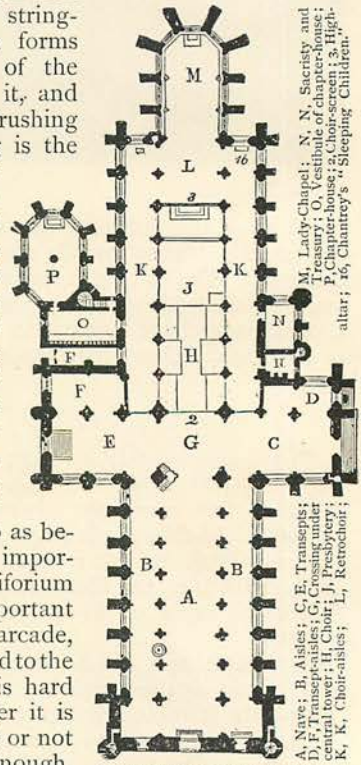 string-
forms
of the
it, and
rushing
is the
as be-
impor-
iforium
portant
arcade,
d to the
is hard
er it is
or not
nough
M
L
16
3
K
K
J
P
O
N
N
H
F
F
D
2
E
G
C
B
B
A
M, Lady-Chapel; N, N, Sacristy and
Treasury; O, Vestibule of chapter-house;
P, Chapter-house; 2, Choir-screen; 3, High-
altar; 16, Chantrey's "Sleeping Children."
A, Nave; B, Aisles; C, E, Transepts;
D, F, Transept-aisles; G, Crossing under
central tower; H, Choir; J, Presbytery;
K, K, Choir-aisles; L, Retrochoir;